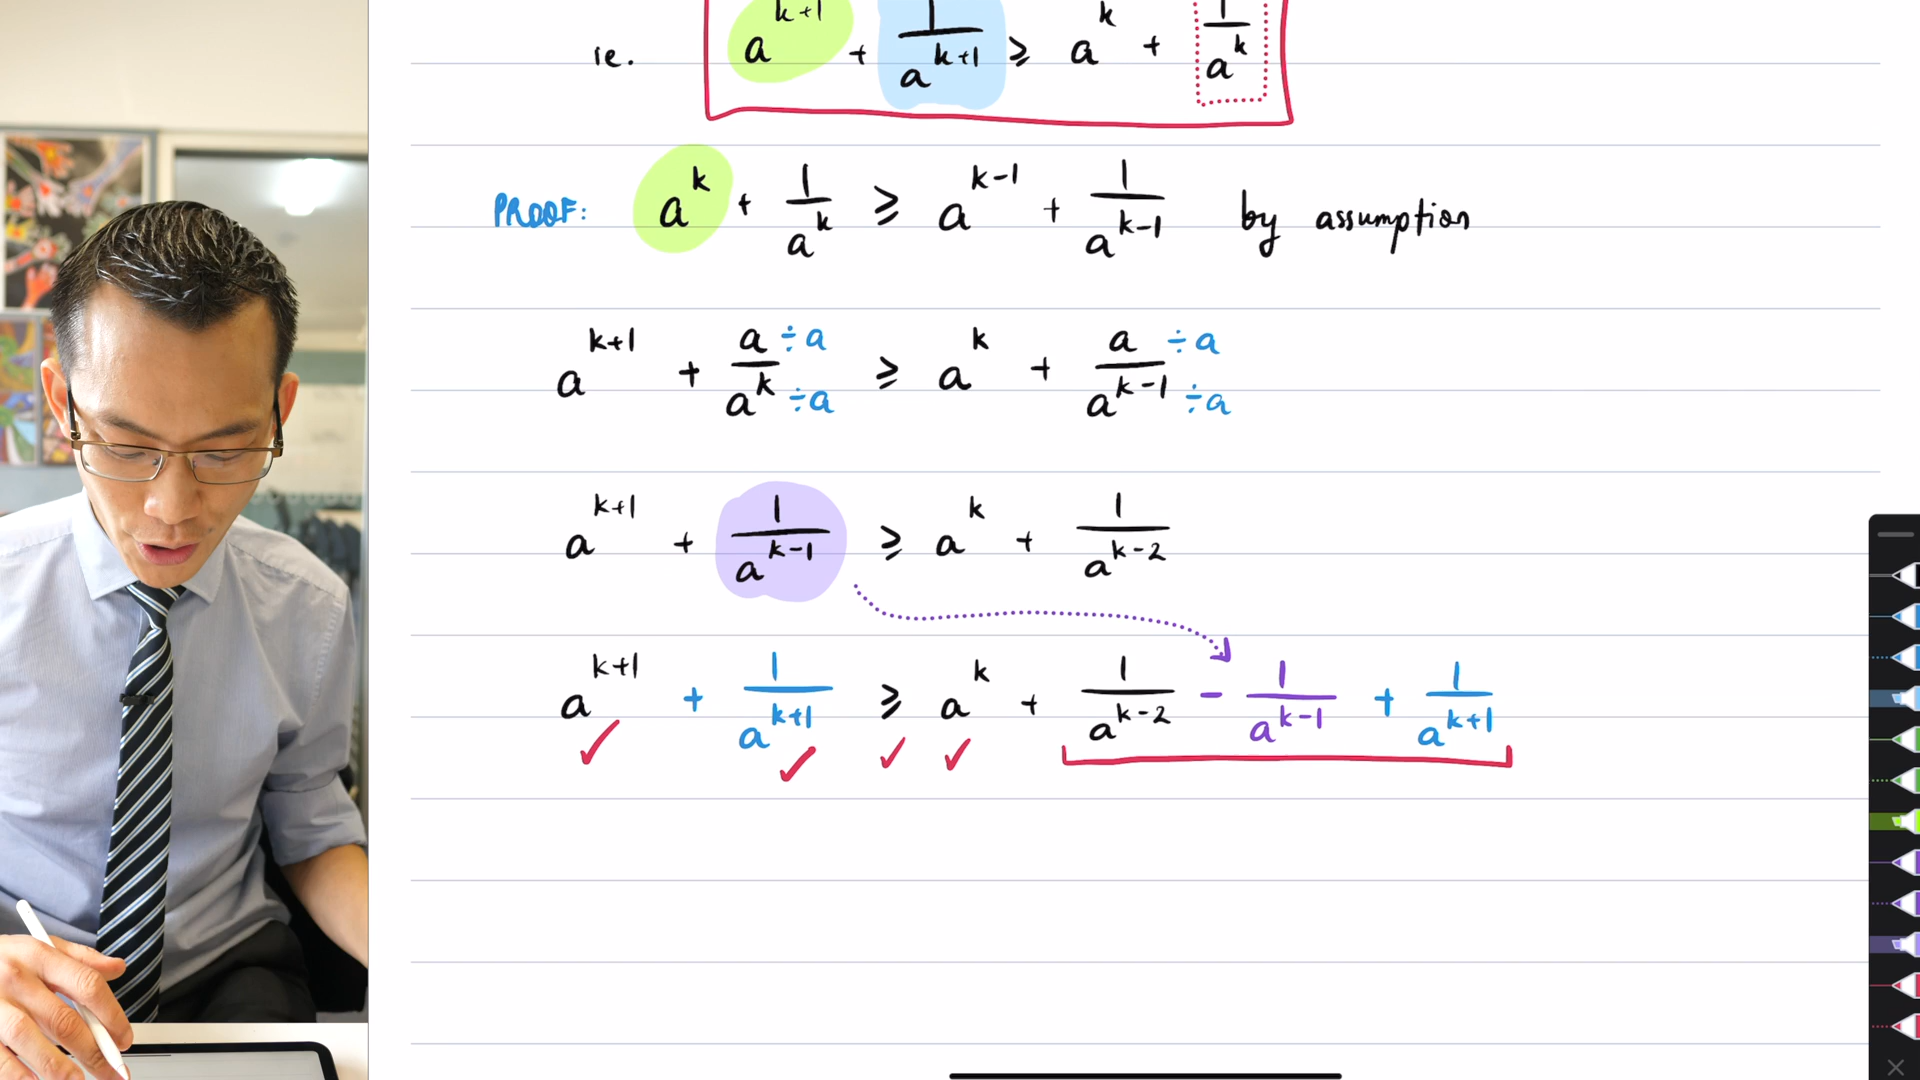 ie. a^{k+1} + 1/a^{k+1} ≥ a^k + 1/a^k
PROOF: a^k + 1/a^k ≥ a^{k-1} + 1/a^{k-1} by assumption
a^{k+1} + a ÷a/a^k ÷a ≥ a^k + a ÷a/a^{k-1} ÷a
a^{k+1} + 1/a^{k-1} ≥ a^k + 1/a^{k-2}
a^{k+1} + 1/a^{k+1} ≥ a^k + 1/a^{k-2} - 1/a^{k-1} + 1/a^{k+1}
✓ ✓ ✓ ✓